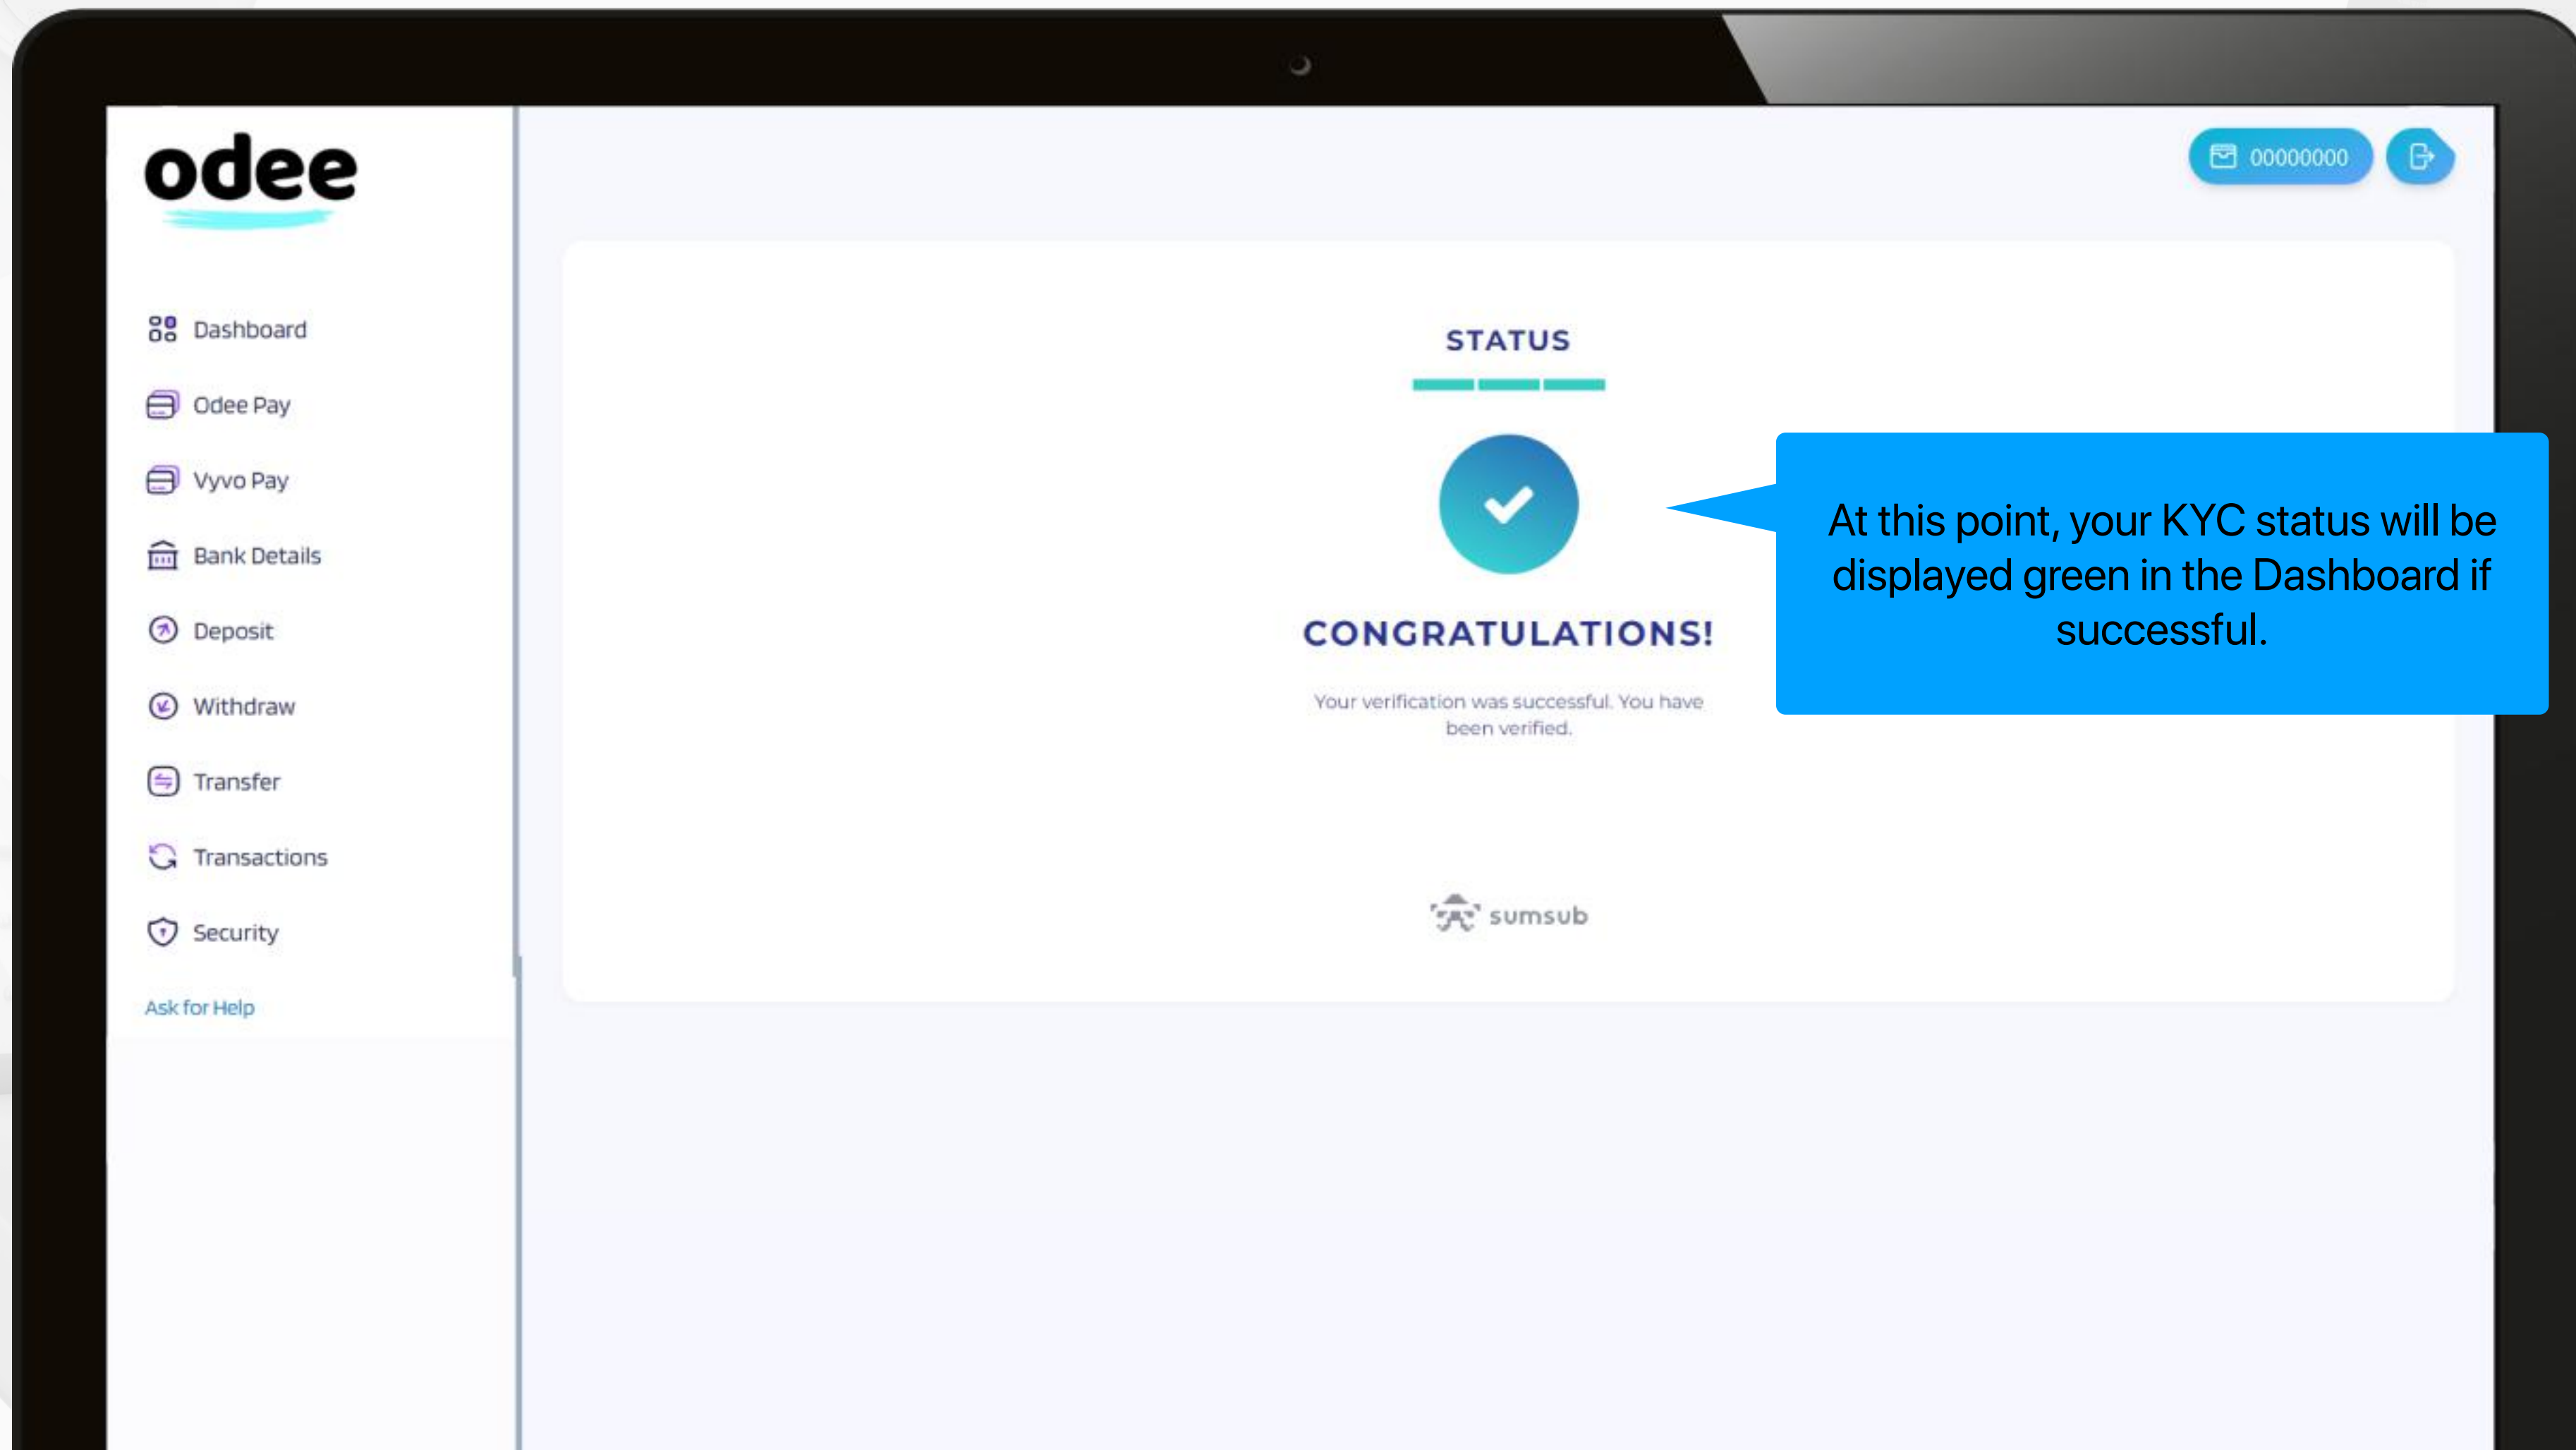 odee
00000000
Dashboard
Odee Pay
Vyvo Pay
Bank Details
Deposit
Withdraw
Transfer
Transactions
Security
Ask for Help
STATUS
CONGRATULATIONS!
Your verification was successful. You have
been verified.
sumsub
At this point, your KYC status will be
displayed green in the Dashboard if
successful.